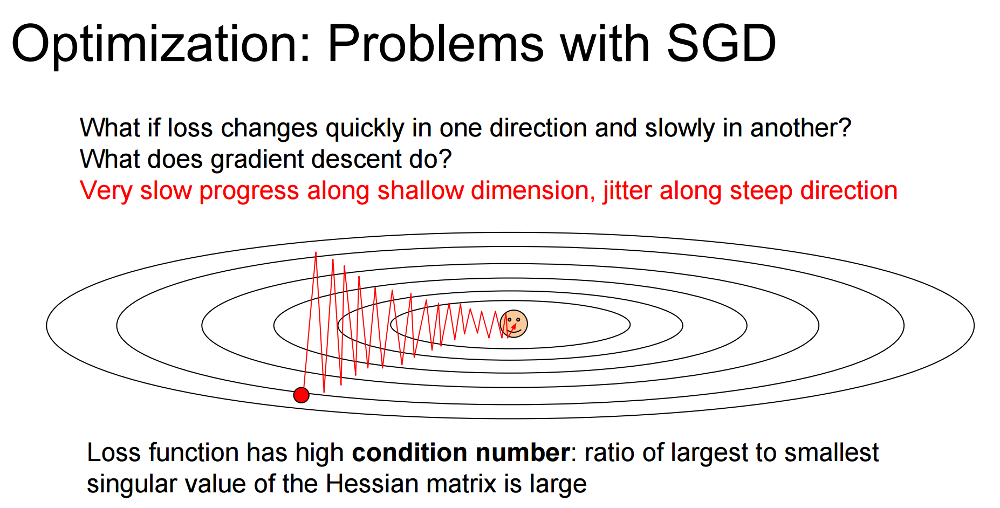 Optimization: Problems with SGD
What if loss changes quickly in one direction and slowly in another?
What does gradient descent do?
Very slow progress along shallow dimension, jitter along steep direction
Loss function has high condition number: ratio of largest to smallest
singular value of the Hessian matrix is large